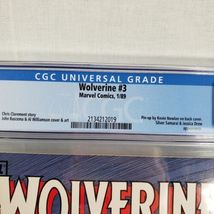 CGC UNIVERSAL GRADE
Wolverine #3
Marvel Comics, 1/89
Chris Claremont story
John Buscema & Al Williamson cover & art
Pin-up by Kevin Nowlan on back cover.
Silver Samurai & Jessica Drew
2134212019
WOLVERIN